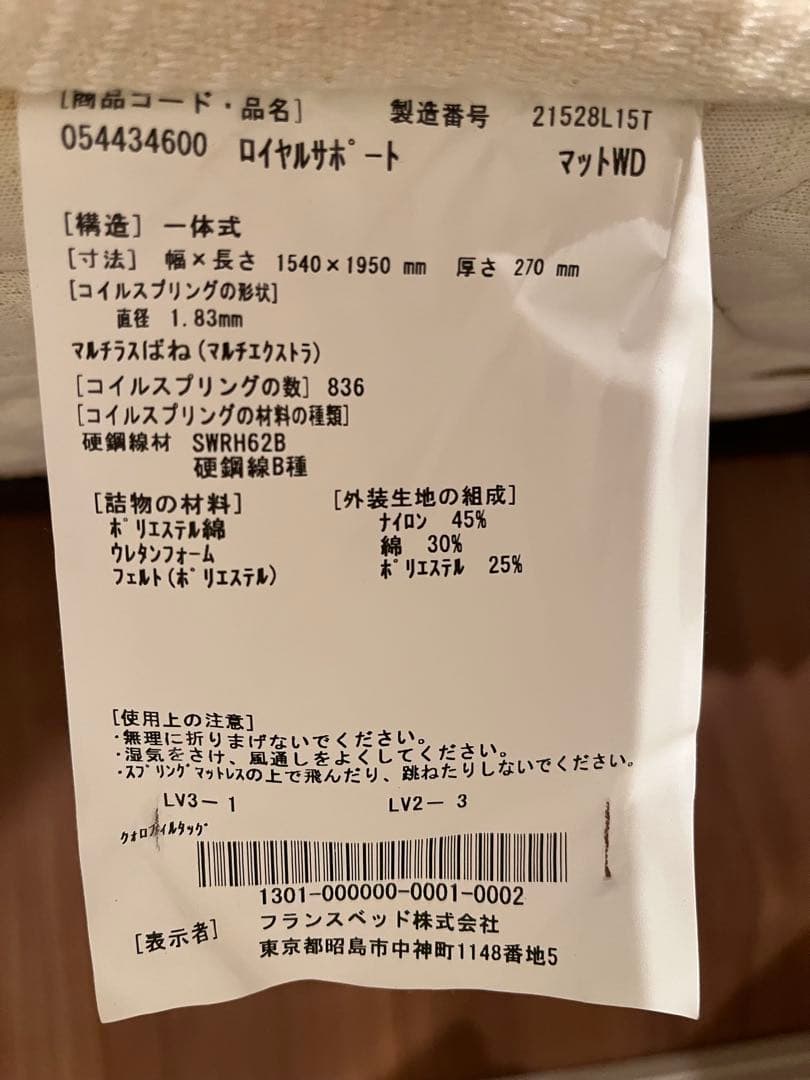 [商品コード・品名] 製造番号 21528L15T
054434600 ロイヤルサポート マットWD
[構造] 一体式
[寸法] 幅×長さ 1540×1950 mm 厚さ 270 mm
[コイルスプリングの形状]
直径 1.83mm
マルチラスばね(マルチエクストラ)
[コイルスプリングの数] 836
[コイルスプリングの材料の種類]
硬鋼線材 SWRH62B
硬鋼線B種
[詰物の材料] [外装生地の組成]
ポリエステル綿 ナイロン 45%
ウレタンフォーム 綿 30%
フェルト(ポリエステル) ポリエステル 25%
[使用上の注意]
・無理に折りまげないでください。
・湿気をさけ、風通しをよくしてください。
・スプリングマットレスの上で飛んだり、跳ねたりしないでください。
LV3-1 LV2-3
クオロフィルタッグ
1301-000000-0001-0002
[表示者] フランスベッド株式会社
東京都昭島市中神町1148番地5